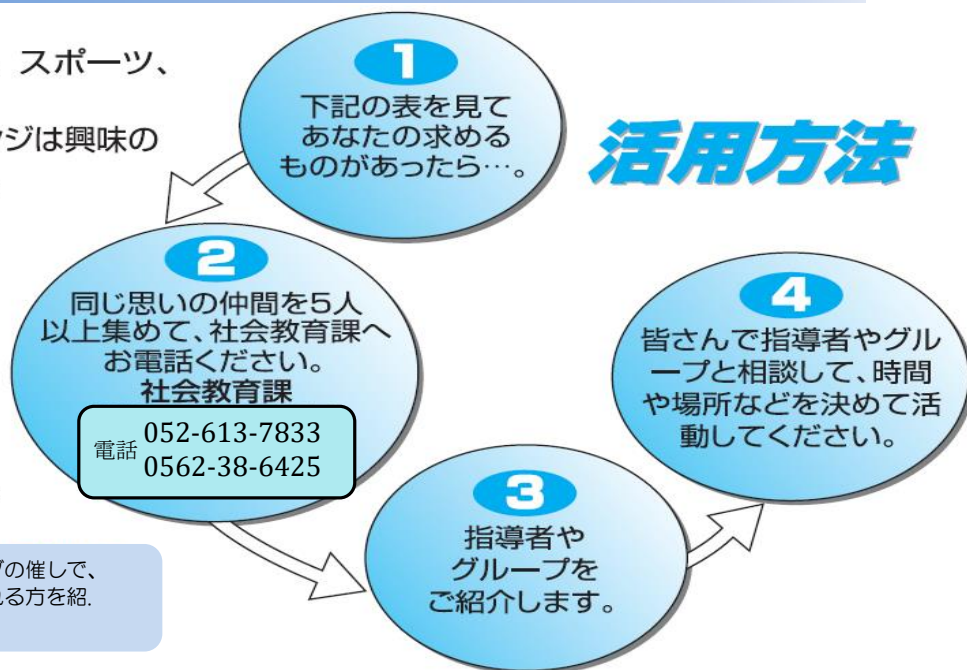 スポーツ、
ジは興味の
活用方法
1
下記の表を見て
あなたの求める
ものがあったら…。
2
同じ思いの仲間を5人
以上集めて、社会教育課へ
お電話ください。
社会教育課
電話 052-613-7833
0562-38-6425
3
指導者や
グループを
ご紹介します。
4
皆さんで指導者やグル
ープと相談して、時間
や場所などを決めて活
動してください。
の催しで、
る方を紹.